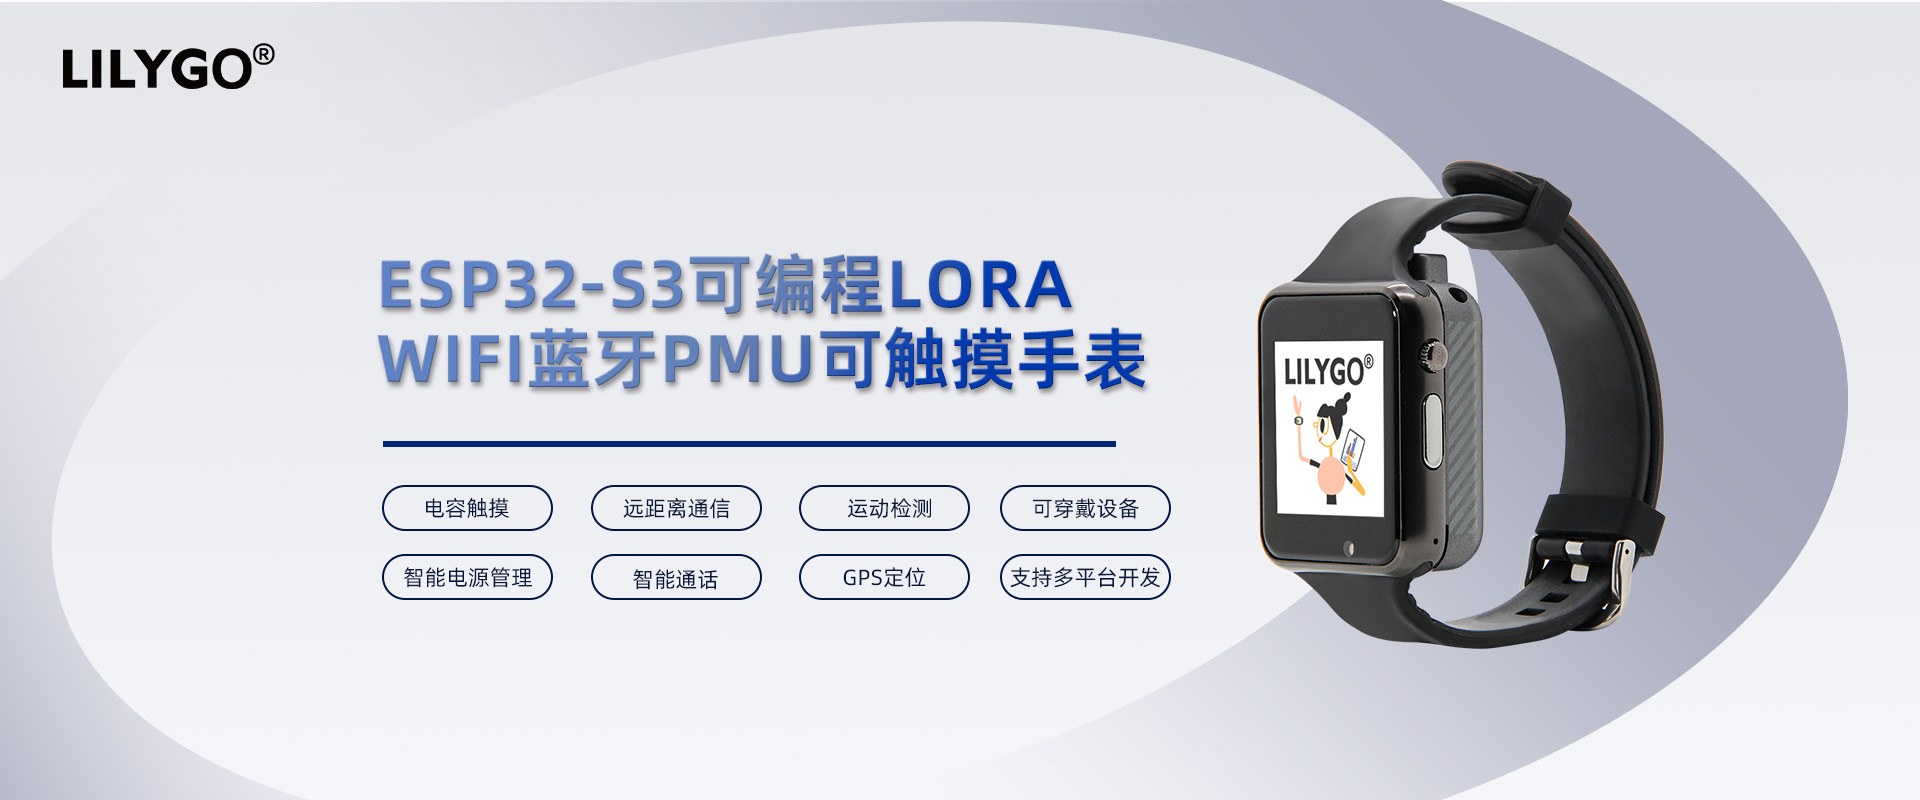 LILYGO®
ESP32-S3可编程LORA
WIFI蓝牙PMU可触摸手表
电容触摸
远距离通信
运动检测
可穿戴设备
智能电源管理
智能通话
GPS定位
支持多平台开发
LILYGO®